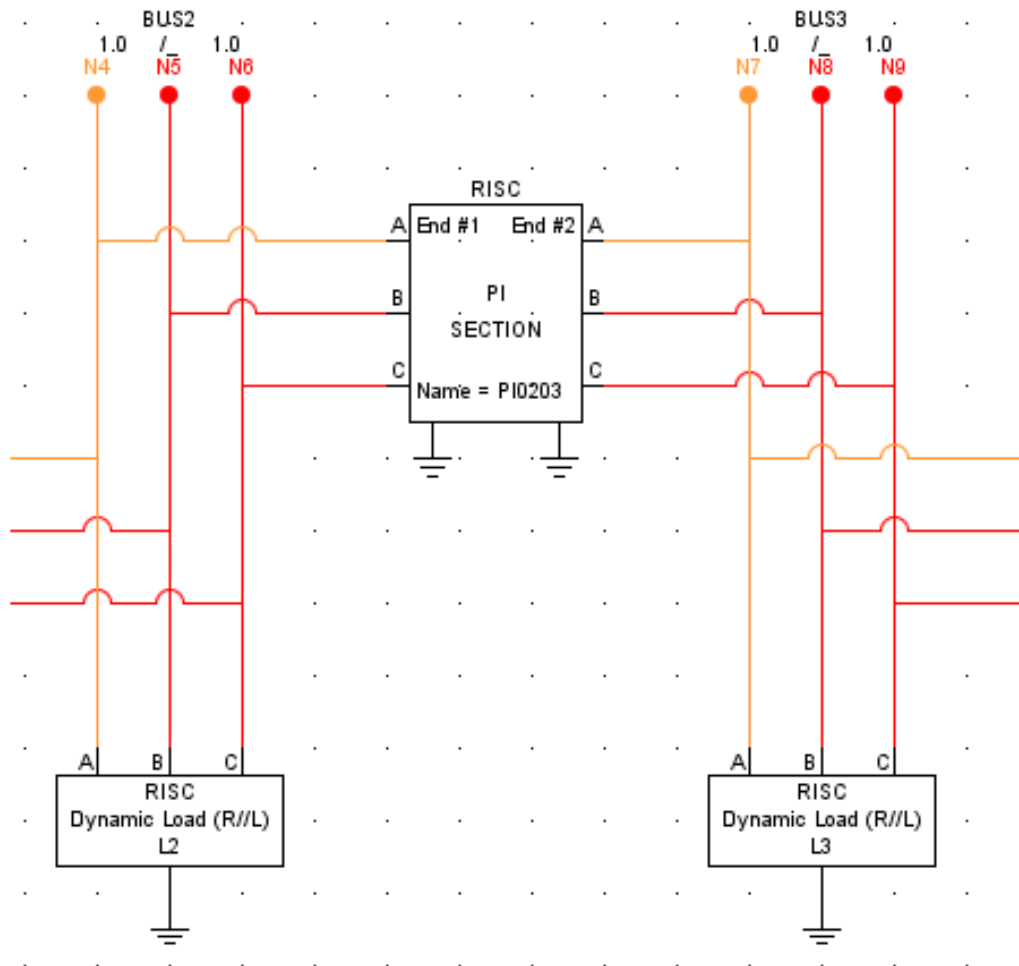 BUS2
1.0 /_ 1.0
N4 N5 N6
BUS3
1.0 /_ 1.0
N7 N8 N9
RISC
A End #1 End #2 A
B PI B
SECTION
C C
Name = PI0203
A B C
RISC
Dynamic Load (R//L)
L2
A B C
RISC
Dynamic Load (R//L)
L3